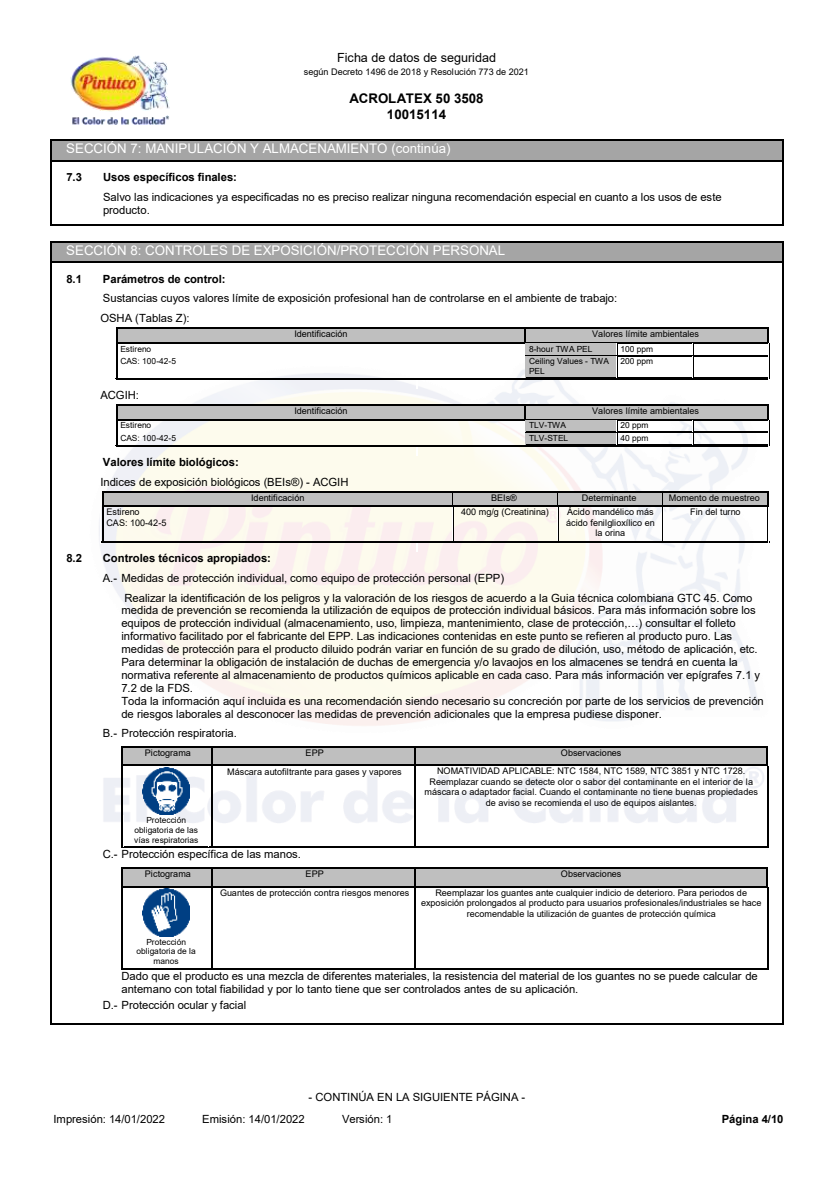 Pintuco®
El Color de la Calidad®
Ficha de datos de seguridad
según Decreto 1496 de 2018 y Resolución 773 de 2021
ACROLATEX 50 3508
10015114
SECCIÓN 7: MANIPULACIÓN Y ALMACENAMIENTO (continúa)
7.3 Usos específicos finales:
Salvo las indicaciones ya especificadas no es preciso realizar ninguna recomendación especial en cuanto a los usos de este
producto.
SECCIÓN 8: CONTROLES DE EXPOSICIÓN/PROTECCIÓN PERSONAL
8.1 Parámetros de control:
Sustancias cuyos valores límite de exposición profesional han de controlarse en el ambiente de trabajo:
OSHA (Tablas Z):
Identificación Valores límite ambientales
Estireno 8-hour TWA PEL 100 ppm
CAS: 100-42-5 Ceiling Values - TWA 200 ppm
PEL
ACGIH:
Identificación Valores límite ambientales
Estireno TLV-TWA 20 ppm
CAS: 100-42-5 TLV-STEL 40 ppm
Valores límite biológicos:
Indices de exposición biológicos (BEIs®) - ACGIH
Identificación BEIs® Determinante Momento de muestreo
Estireno 400 mg/g (Creatinina) Ácido mandélico más Fin del turno
CAS: 100-42-5 ácido fenilglioxílico en
la orina
8.2 Controles técnicos apropiados:
A.- Medidas de protección individual, como equipo de protección personal (EPP)
Realizar la identificación de los peligros y la valoración de los riesgos de acuerdo a la Guia técnica colombiana GTC 45. Como
medida de prevención se recomienda la utilización de equipos de protección individual básicos. Para más información sobre los
equipos de protección individual (almacenamiento, uso, limpieza, mantenimiento, clase de protección,…) consultar el folleto
informativo facilitado por el fabricante del EPP. Las indicaciones contenidas en este punto se refieren al producto puro. Las
medidas de protección para el producto diluido podrán variar en función de su grado de dilución, uso, método de aplicación, etc.
Para determinar la obligación de instalación de duchas de emergencia y/o lavaojos en los almacenes se tendrá en cuenta la
normativa referente al almacenamiento de productos químicos aplicable en cada caso. Para más información ver epígrafes 7.1 y
7.2 de la FDS.
Toda la información aquí incluida es una recomendación siendo necesario su concreción por parte de los servicios de prevención
de riesgos laborales al desconocer las medidas de prevención adicionales que la empresa pudiese disponer.
B.- Protección respiratoria.
Pictograma EPP Observaciones
Máscara autofiltrante para gases y vapores NOMATIVIDAD APLICABLE: NTC 1584, NTC 1589, NTC 3851 y NTC 1728.
Reemplazar cuando se detecte olor o sabor del contaminante en el interior de la
máscara o adaptador facial. Cuando el contaminante no tiene buenas propiedades
de aviso se recomienda el uso de equipos aislantes.
Protección
obligatoria de las
vías respiratorias
C.- Protección específica de las manos.
Pictograma EPP Observaciones
Guantes de protección contra riesgos menores Reemplazar los guantes ante cualquier indicio de deterioro. Para periodos de
exposición prolongados al producto para usuarios profesionales/industriales se hace
recomendable la utilización de guantes de protección química
Protección
obligatoria de la
manos
Dado que el producto es una mezcla de diferentes materiales, la resistencia del material de los guantes no se puede calcular de
antemano con total fiabilidad y por lo tanto tiene que ser controlados antes de su aplicación.
D.- Protección ocular y facial
Pintuco
El Color de la Calidad®
- CONTINÚA EN LA SIGUIENTE PÁGINA -
Impresión: 14/01/2022 Emisión: 14/01/2022 Versión: 1 Página 4/10